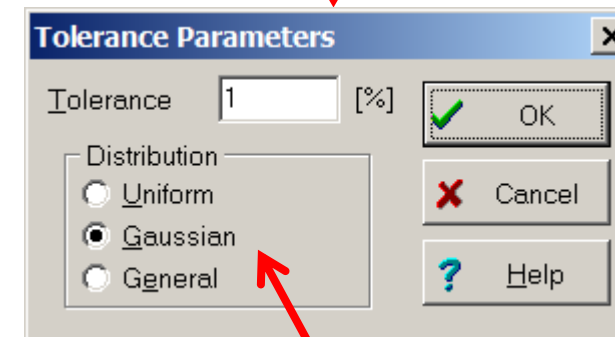 Tolerance Parameters
Tolerance 1 [%]
OK
Distribution
Uniform
Cancel
Gaussian
General
Help